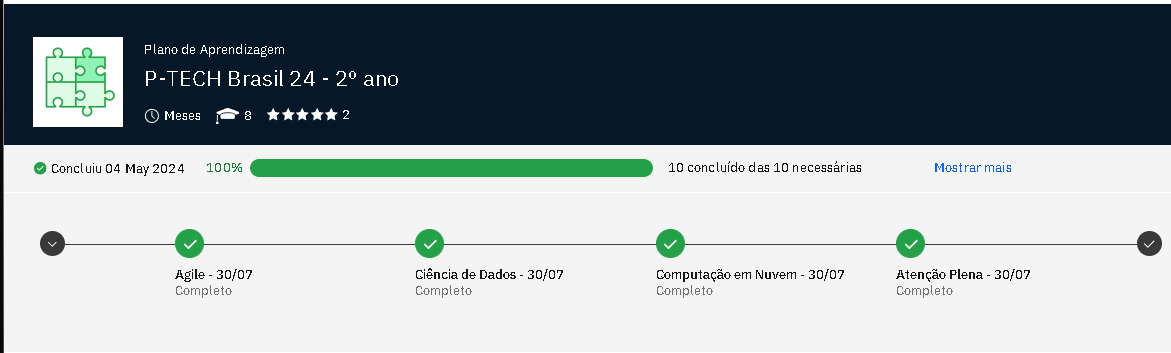 Plano de Aprendizagem
P-TECH Brasil 24 - 2º ano
Meses 8 2
Concluiu 04 May 2024 100% 10 concluído das 10 necessárias Mostrar mais
Agile - 30/07 Ciência de Dados - 30/07 Computação em Nuvem - 30/07 Atenção Plena - 30/07
Completo Completo Completo Completo